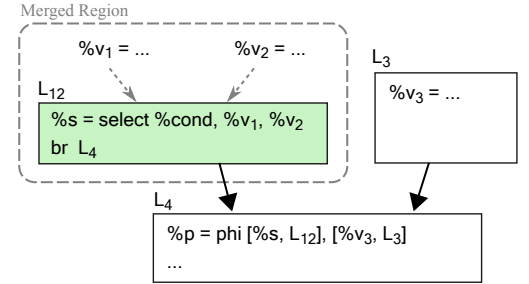 Merged Region
%v₁ = ...
%v₂ = ...
L₃
L₁₂
%v₃ = ...
%s = select %cond, %v₁, %v₂
br L₄
L₄
%p = phi [%s, L₁₂], [%v₃, L₃]
...